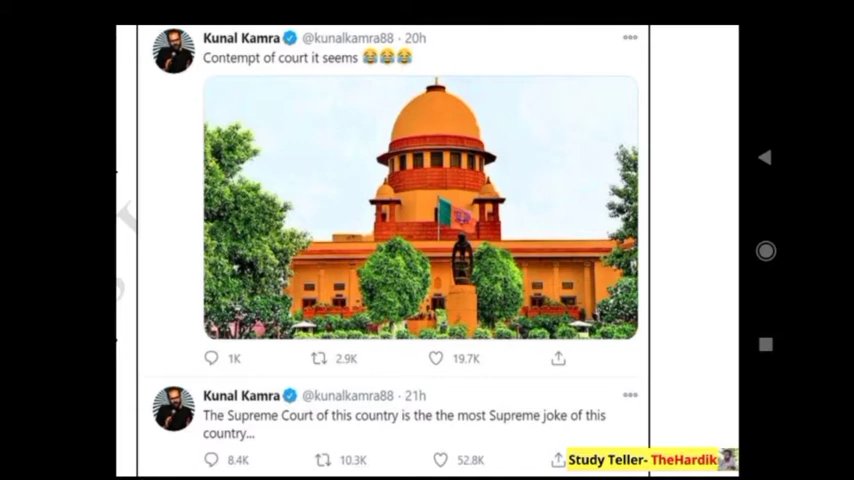 Kunal Kamra @kunalkamra88 · 20h
Contempt of court it seems 😂😂😂
1K 2.9K 19.7K
Kunal Kamra @kunalkamra88 · 21h
The Supreme Court of this country is the the most Supreme joke of this
country...
8.4K 10.3K 52.8K
Study Teller- TheHardik